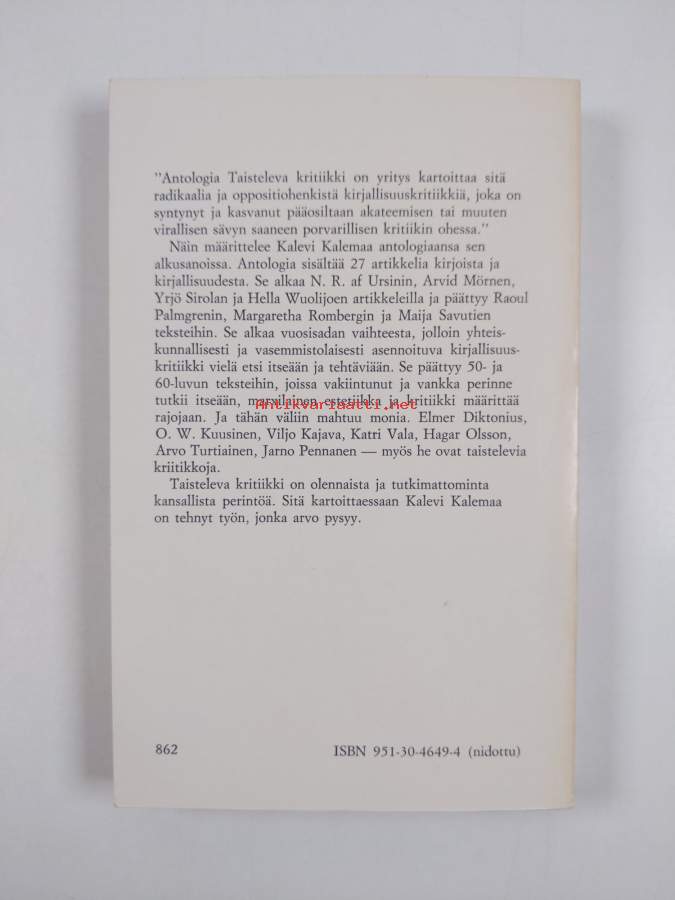 "Antologia Taisteleva kritiikki on yritys kartoittaa sitä
radikaalia ja oppositiohenkistä kirjallisuuskritiikkiä, joka on
syntynyt ja kasvanut pääosiltaan akateemisen tai muuten
virallisen sävyn saaneen porvarillisen kritiikin ohessa."
Näin määrittelee Kalevi Kalemaa antologiaansa sen
alkusanoissa. Antologia sisältää 27 artikkelia kirjoista ja
kirjallisuudesta. Se alkaa N. R. af Ursinin, Arvid Mörnen,
Yrjö Sirolan ja Hella Wuolijoen artikkeleilla ja päättyy Raoul
Palmgrenin, Margaretha Rombergin ja Maija Savutien
teksteihin. Se alkaa vuosisadan vaihteesta, jolloin yhteis-
kunnallisesti ja vasemmistolaisesti asennoituva kirjallisuus-
kritiikki vielä etsi itseään ja tehtäviään. Se päättyy 50- ja
60-luvun teksteihin, joissa vakiintunut ja vankka perinne
tutkii itseään, marxilainen estetiikka ja kritiikki määrittää
Antikvariaatti.net
rajojaan. Ja tähän väliin mahtuu monia. Elmer Diktonius,
O. W. Kuusinen, Viljo Kajava, Katri Vala, Hagar Olsson,
Arvo Turtiainen, Jarno Pennanen — myös he ovat taistelevia
kriitikkoja.
Taisteleva kritiikki on olennaista ja tutkimattominta
kansallista perintöä. Sitä kartoittaessaan Kalevi Kalemaa
on tehnyt työn, jonka arvo pysyy.
862
ISBN 951-30-4649-4 (nidottu)